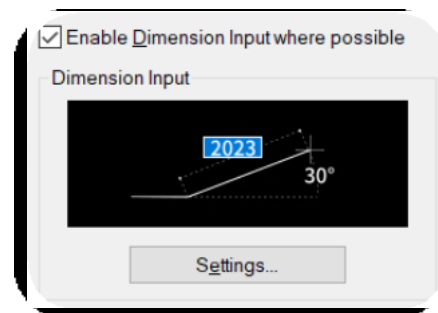 Enable Dimension Input where possible
Dimension Input
2023
30°
Settings...